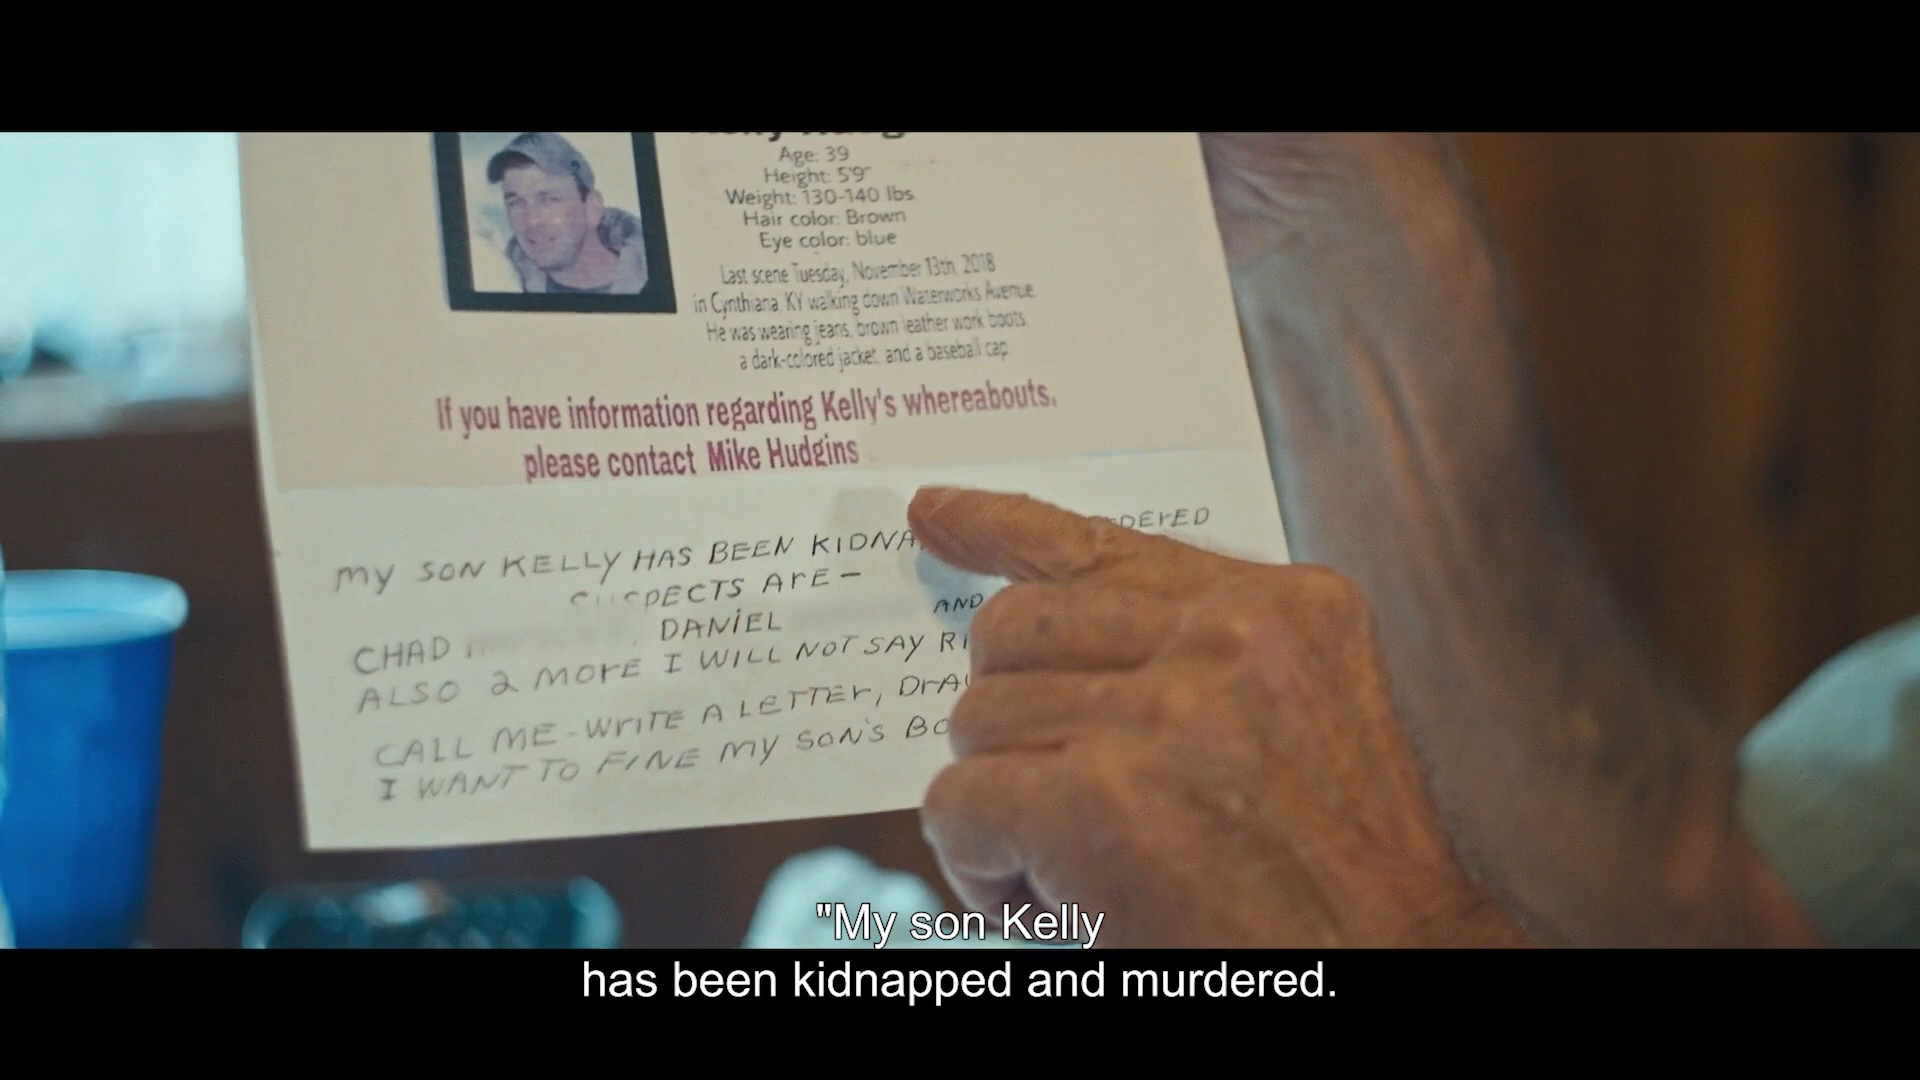 Age: 39
Height: 5'9"
Weight: 130-140 lbs.
Hair color: Brown
Eye color: blue
Last scene Tuesday, November 13th, 2018
in Cynthiana, KY walking down Waterworks Avenue.
He was wearing jeans, brown leather work boots,
a dark-colored jacket, and a baseball cap.
If you have information regarding Kelly's whereabouts,
please contact Mike Hudgins
MY SON KELLY HAS BEEN
ARE —
CHAD DANIEL AND
ALSO 2 MORE I WILL NOT SAY
CALL ME - WRITE A LETTER,
I WANT TO FINE MY SON'S
"My son Kelly
has been kidnapped and murdered.